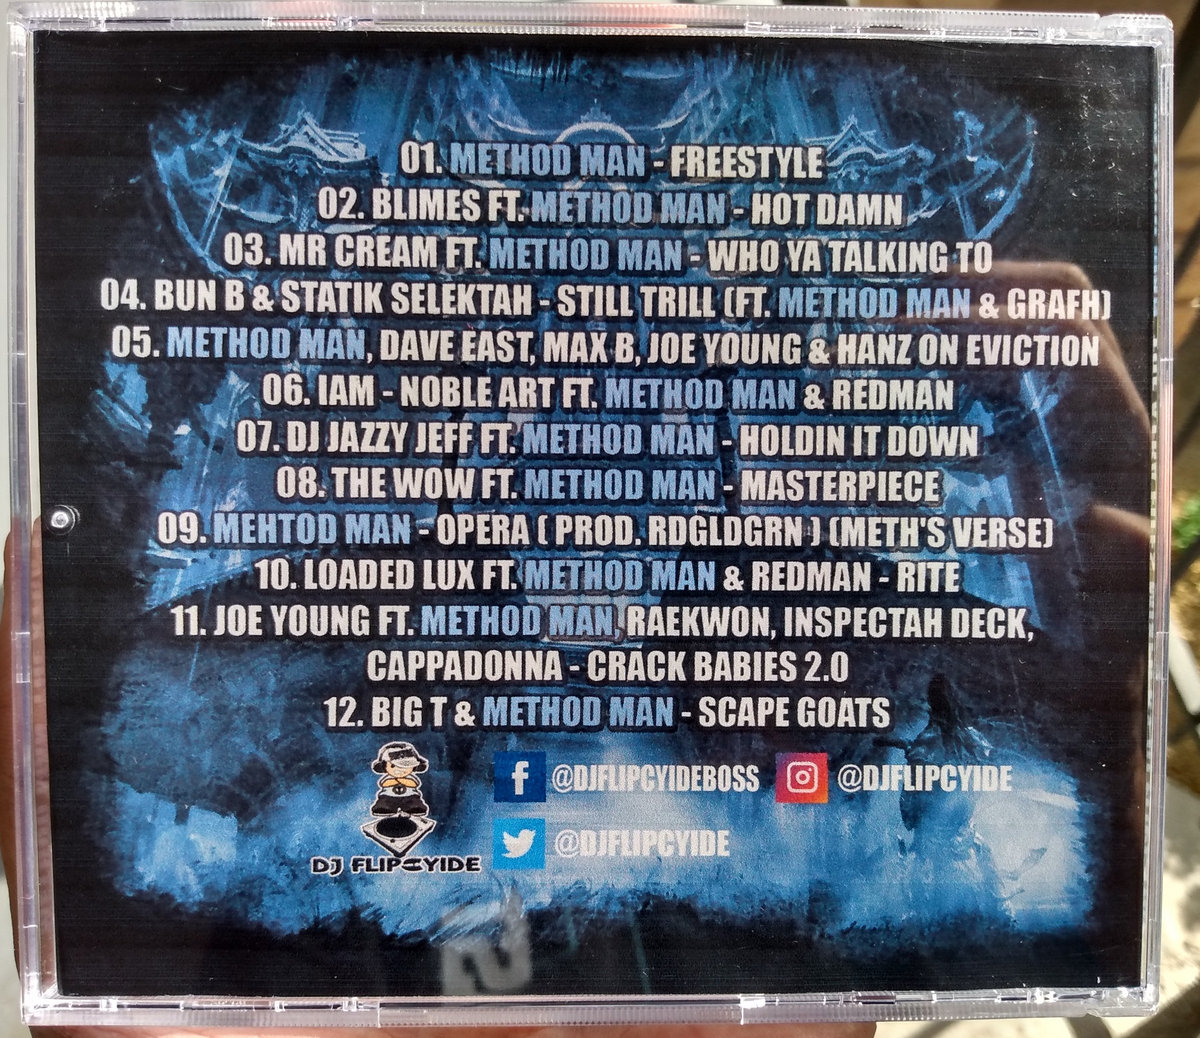 01. METHOD MAN - FREESTYLE
02. BLIMES FT. METHOD MAN - HOT DAMN
03. MR CREAM FT. METHOD MAN - WHO YA TALKING TO
04. BUN B & STATIK SELEKTAH - STILL TRILL (FT. METHOD MAN & GRAFH)
05. METHOD MAN, DAVE EAST, MAX B, JOE YOUNG & HANZ ON EVICTION
06. IAM - NOBLE ART FT. METHOD MAN & REDMAN
07. DJ JAZZY JEFF FT. METHOD MAN - HOLDIN IT DOWN
08. THE WOW FT. METHOD MAN - MASTERPIECE
09. MEHTOD MAN - OPERA ( PROD. RDGLDGRN ) (METH'S VERSE)
10. LOADED LUX FT. METHOD MAN & REDMAN - RITE
11. JOE YOUNG FT. METHOD MAN, RAEKWON, INSPECTAH DECK,
CAPPADONNA - CRACK BABIES 2.0
12. BIG T & METHOD MAN - SCAPE GOATS
@DJFLIPCYIDEBOSS @DJFLIPCYIDE
@DJFLIPCYIDE
DJ FLIPCYIDE